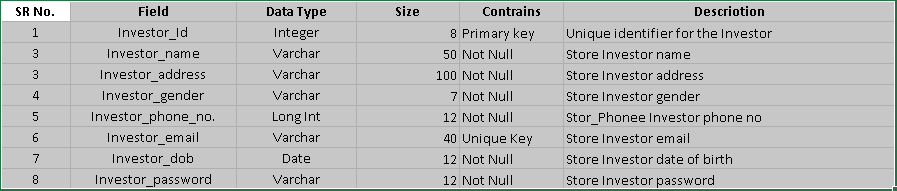 SR No. Field Data Type Size Contrains Descriotion
1 Investor_Id Integer 8 Primary key Unique identifier for the Investor
3 Investor_name Varchar 50 Not Null Store Investor name
3 Investor_address Varchar 100 Not Null Store Investor address
4 Investor_gender Varchar 7 Not Null Store Investor gender
5 Investor_phone_no. Long Int 12 Not Null Stor_Phonee Investor phone no
6 Investor_email Varchar 40 Unique Key Store Investor email
7 Investor_dob Date 12 Not Null Store Investor date of birth
8 Investor_password Varchar 12 Not Null Store Investor password